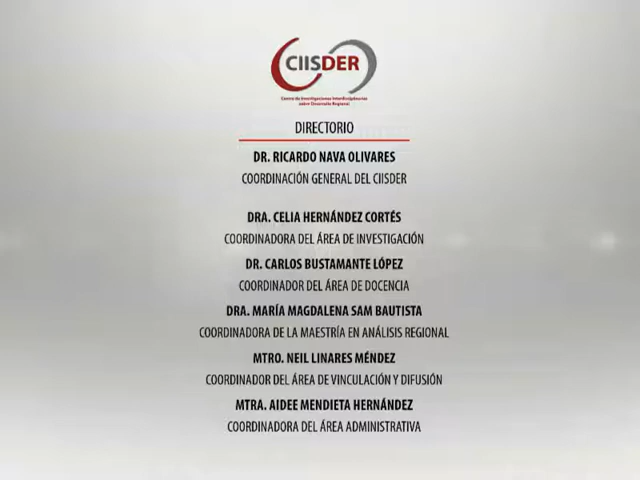 CIISDER
Centro de Investigaciones Interdisciplinarias
sobre Desarrollo Regional
DIRECTORIO
DR. RICARDO NAVA OLIVARES
COORDINACIÓN GENERAL DEL CIISDER
DRA. CELIA HERNÁNDEZ CORTÉS
COORDINADORA DEL ÁREA DE INVESTIGACIÓN
DR. CARLOS BUSTAMANTE LÓPEZ
COORDINADOR DEL ÁREA DE DOCENCIA
DRA. MARÍA MAGDALENA SAM BAUTISTA
COORDINADORA DE LA MAESTRÍA EN ANÁLISIS REGIONAL
MTRO. NEIL LINARES MÉNDEZ
COORDINADOR DEL ÁREA DE VINCULACIÓN Y DIFUSIÓN
MTRA. AIDEE MENDIETA HERNÁNDEZ
COORDINADORA DEL ÁREA ADMINISTRATIVA